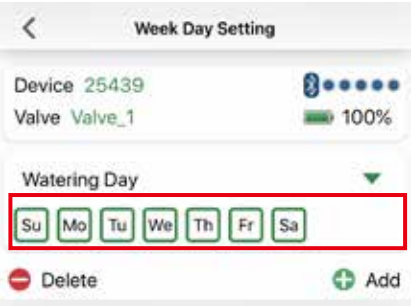 Week Day Setting
Device 25439
Valve Valve_1 100%
Watering Day
Su Mo Tu We Th Fr Sa
Delete Add